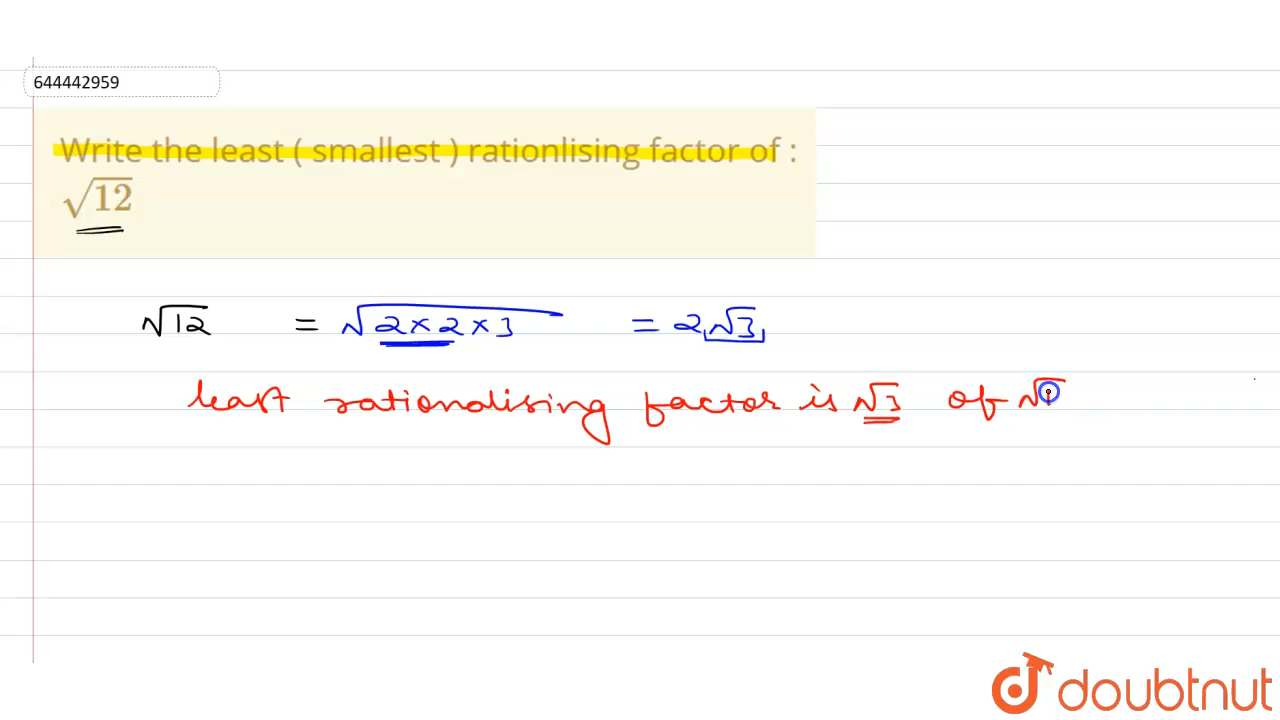 644442959
Write the least ( smallest ) rationlising factor of :
√12
√12 = √2×2×3 = 2√3
least rationalising factor is √3 of √1
doubtnut